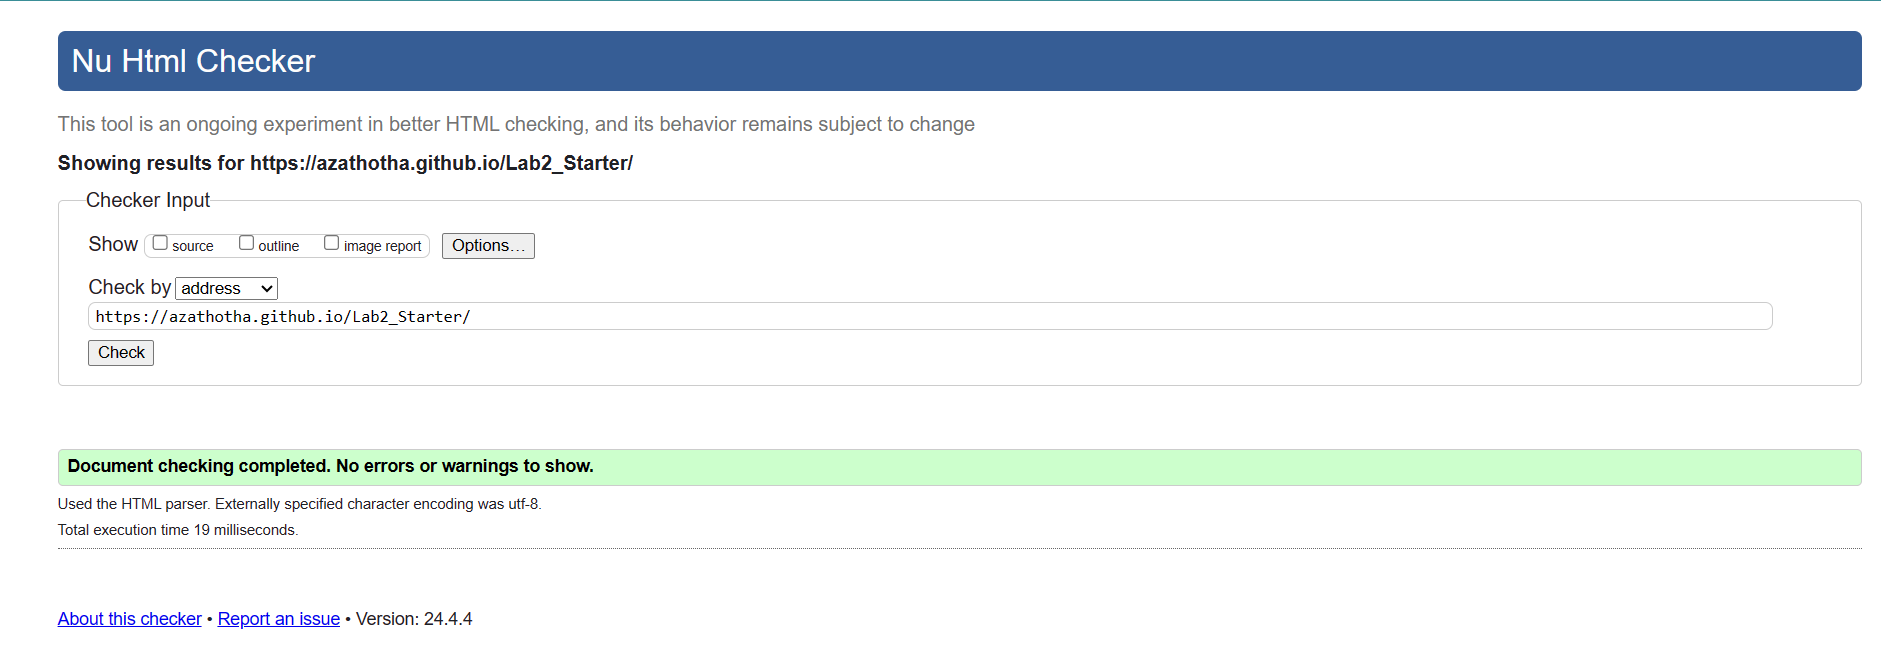 Nu Html Checker
This tool is an ongoing experiment in better HTML checking, and its behavior remains subject to change
Showing results for https://azathotha.github.io/Lab2_Starter/
Checker Input
Show source outline image report Options...
Check by address
https://azathotha.github.io/Lab2_Starter/
Check
Document checking completed. No errors or warnings to show.
Used the HTML parser. Externally specified character encoding was utf-8.
Total execution time 19 milliseconds.
About this checker • Report an issue • Version: 24.4.4